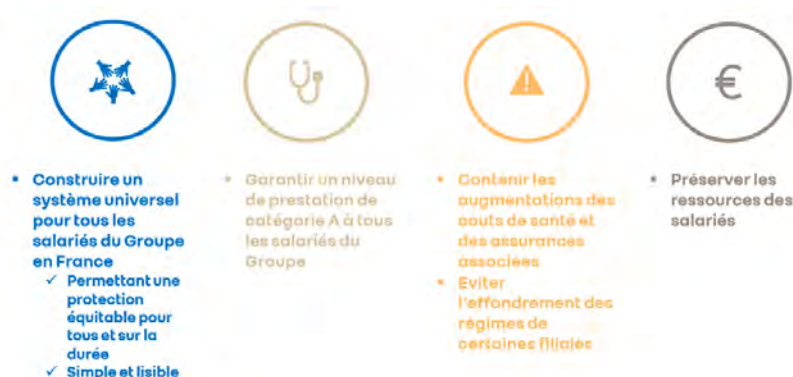 Construire un
système universel
pour tous les
salariés du Groupe
en France
✓ Permettant une
protection
équitable pour
tous et sur la
durée
✓ Simple et lisible
Garantir un niveau
de prestation de
catégorie A à tous
les salariés du
Groupe
Contenir les
augmentations des
couts de santé et
des assurances
associées
Eviter
l'effondrement des
régimes de
certaines filiales
€
Préserver les
ressources des
salariés